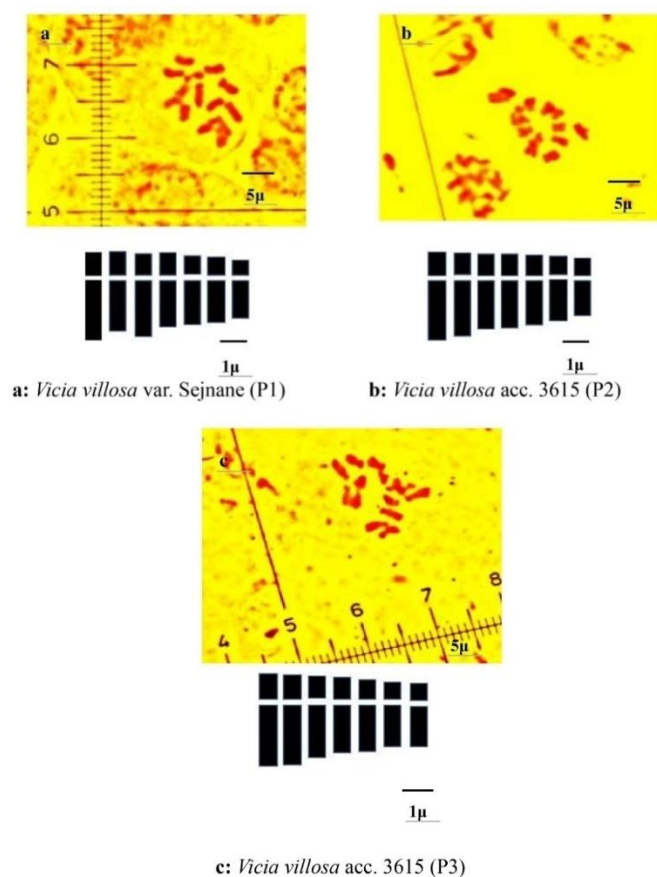 a
7
6
5
5µ
b
5µ
1µ
1µ
a: Vicia villosa var. Sejnane (P1)
b: Vicia villosa acc. 3615 (P2)
c
4
5
6
7
8
5µ
1µ
c: Vicia villosa acc. 3615 (P3)